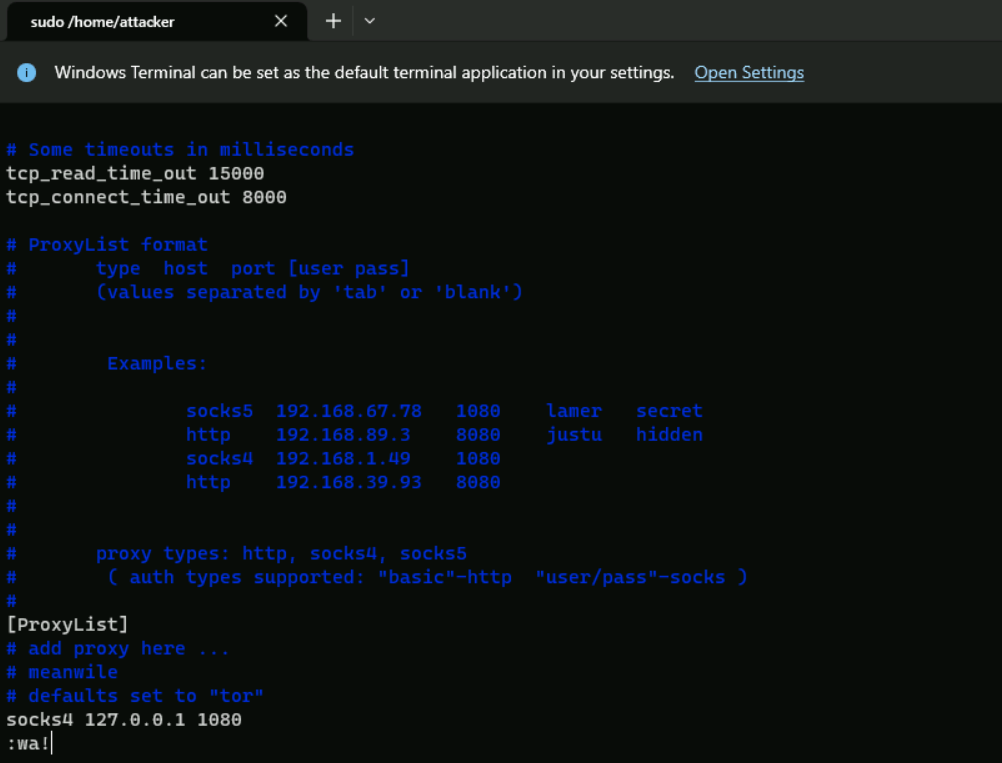 sudo /home/attacker
Windows Terminal can be set as the default terminal application in your settings. Open Settings
# Some timeouts in milliseconds
tcp_read_time_out 15000
tcp_connect_time_out 8000
# ProxyList format
#       type  host  port [user pass]
#       (values separated by 'tab' or 'blank')
#
#
#        Examples:
#
#               socks5  192.168.67.78   1080    lamer   secret
#               http    192.168.89.3    8080    justu   hidden
#               socks4  192.168.1.49    1080
#               http    192.168.39.93   8080
#
#
#       proxy types: http, socks4, socks5
#        ( auth types supported: "basic"-http  "user/pass"-socks )
#
[ProxyList]
# add proxy here ...
# meanwile
# defaults set to "tor"
socks4 127.0.0.1 1080
:wa!